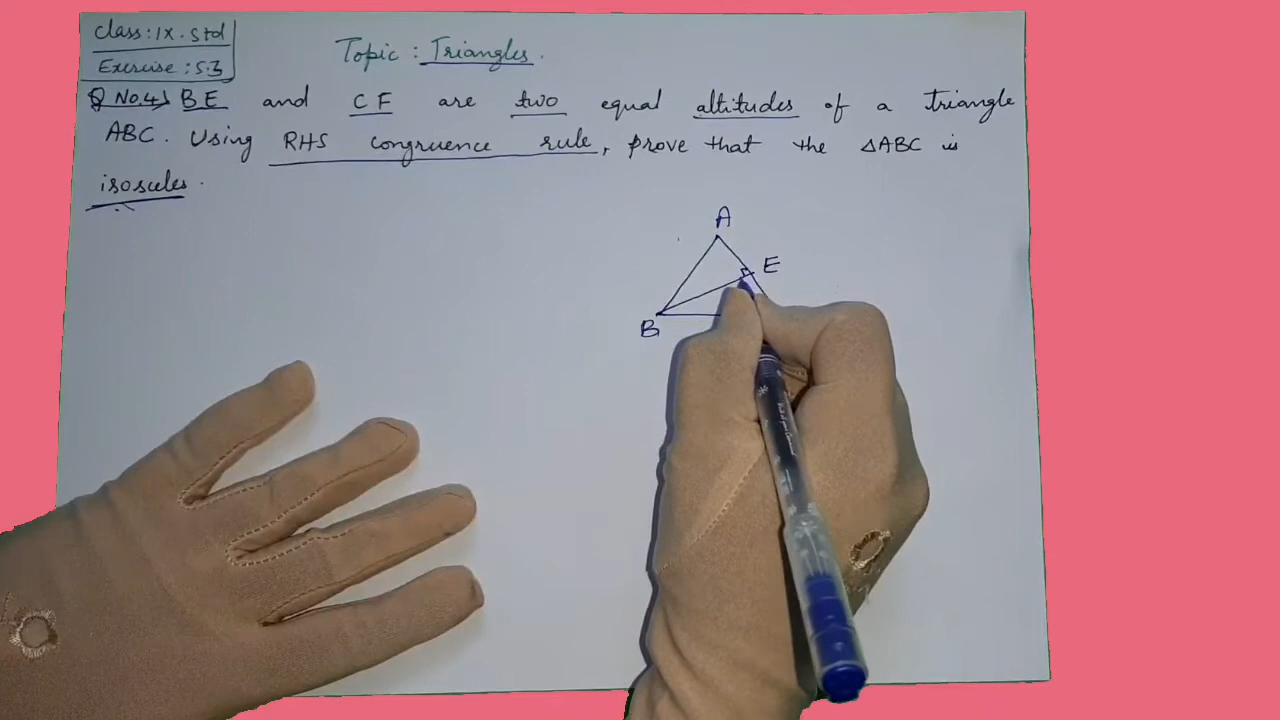 Class: IX. Std
Exercise: 5.3
Topic: Triangles.
Q No.4) BE and CF are two equal altitudes of a triangle
ABC. Using RHS congruence rule, prove that the ΔABC is
isosules.
A
E
B